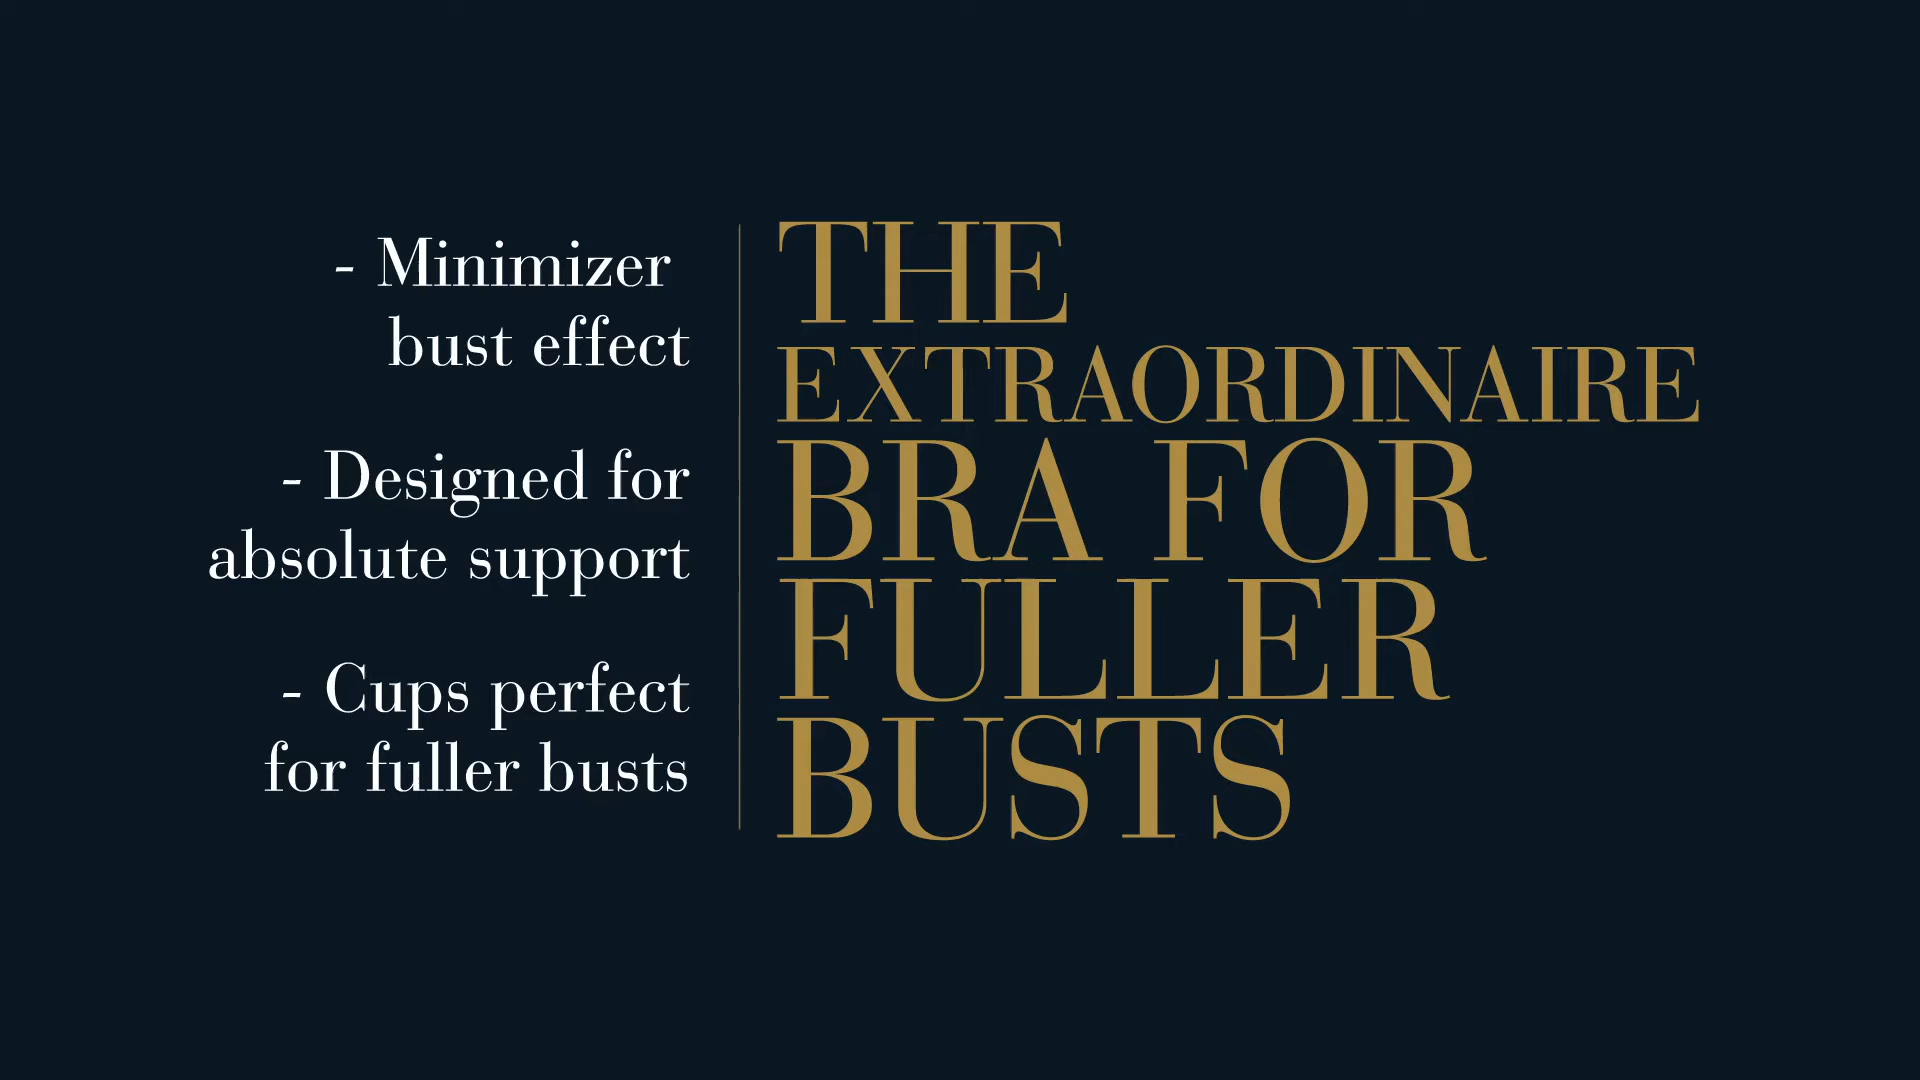 - Minimizer
bust effect
- Designed for
absolute support
- Cups perfect
for fuller busts
THE
EXTRAORDINAIRE
BRA FOR
FULLER
BUSTS